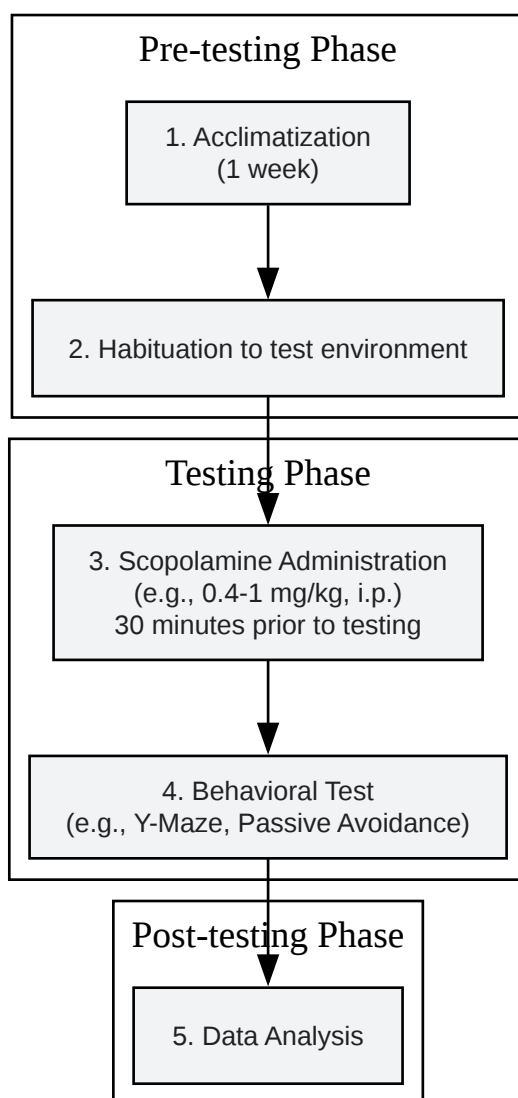 Pre-testing Phase
1. Acclimatization
(1 week)
2. Habituation to test environment
Testing Phase
3. Scopolamine Administration
(e.g., 0.4-1 mg/kg, i.p.)
30 minutes prior to testing
4. Behavioral Test
(e.g., Y-Maze, Passive Avoidance)
Post-testing Phase
5. Data Analysis